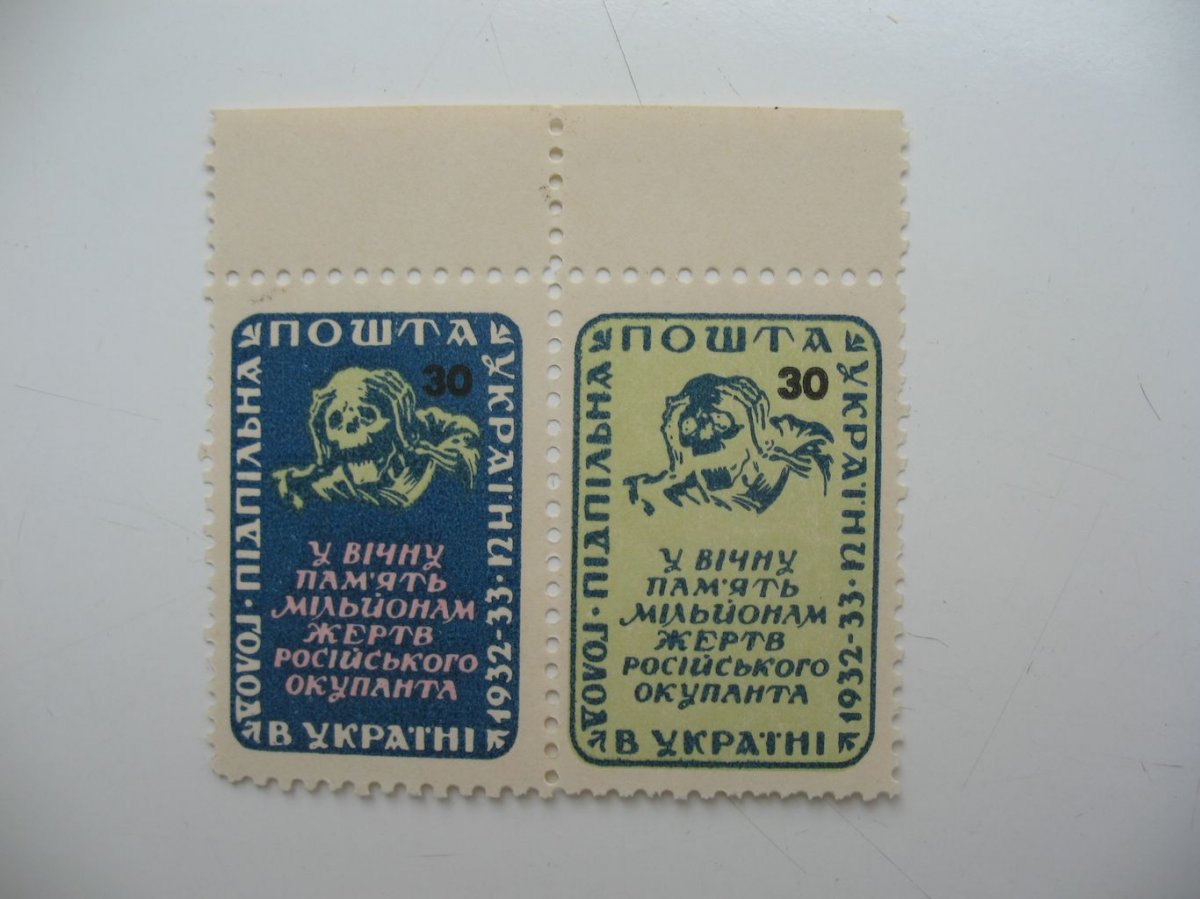 ПІДПІЛЬНА ПОШТА УКРАЇНИ
30
У ВІЧНУ
ПАМ'ЯТЬ
МІЛЬЙОНАМ
ЖЕРТВ
РОСІЙСЬКОГО
ОКУПАНТА
ГОЛОД В УКРАЇНІ 1932-33
ПІДПІЛЬНА ПОШТА УКРАЇНИ
30
У ВІЧНУ
ПАМ'ЯТЬ
МІЛЬЙОНАМ
ЖЕРТВ
РОСІЙСЬКОГО
ОКУПАНТА
ГОЛОД В УКРАЇНІ 1932-33